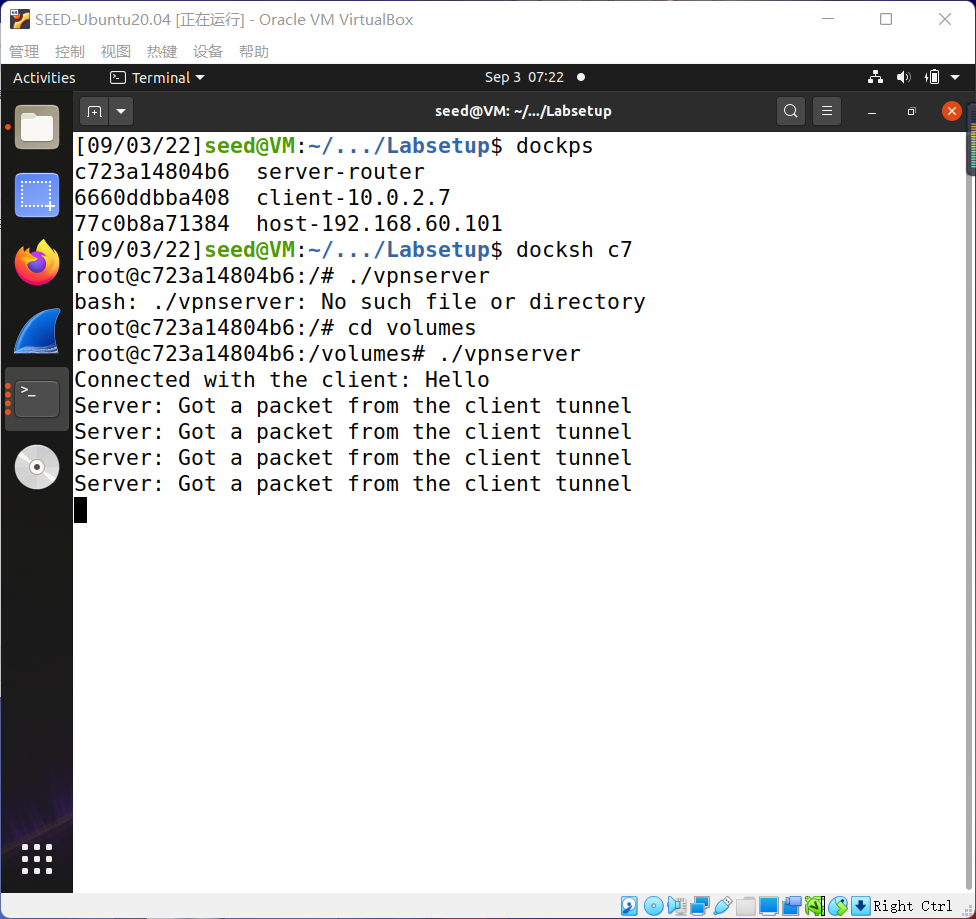 SEED-Ubuntu20.04 [正在运行] - Oracle VM VirtualBox
管理 控制 视图 热键 设备 帮助
Activities Terminal Sep 3 07:22
seed@VM: ~/.../Labsetup
[09/03/22]seed@VM:~/.../Labsetup$ dockps
c723a14804b6  server-router
6660ddbba408  client-10.0.2.7
77c0b8a71384  host-192.168.60.101
[09/03/22]seed@VM:~/.../Labsetup$ docksh c7
root@c723a14804b6:/# ./vpnserver
bash: ./vpnserver: No such file or directory
root@c723a14804b6:/# cd volumes
root@c723a14804b6:/volumes# ./vpnserver
Connected with the client: Hello
Server: Got a packet from the client tunnel
Server: Got a packet from the client tunnel
Server: Got a packet from the client tunnel
Server: Got a packet from the client tunnel
Right Ctrl